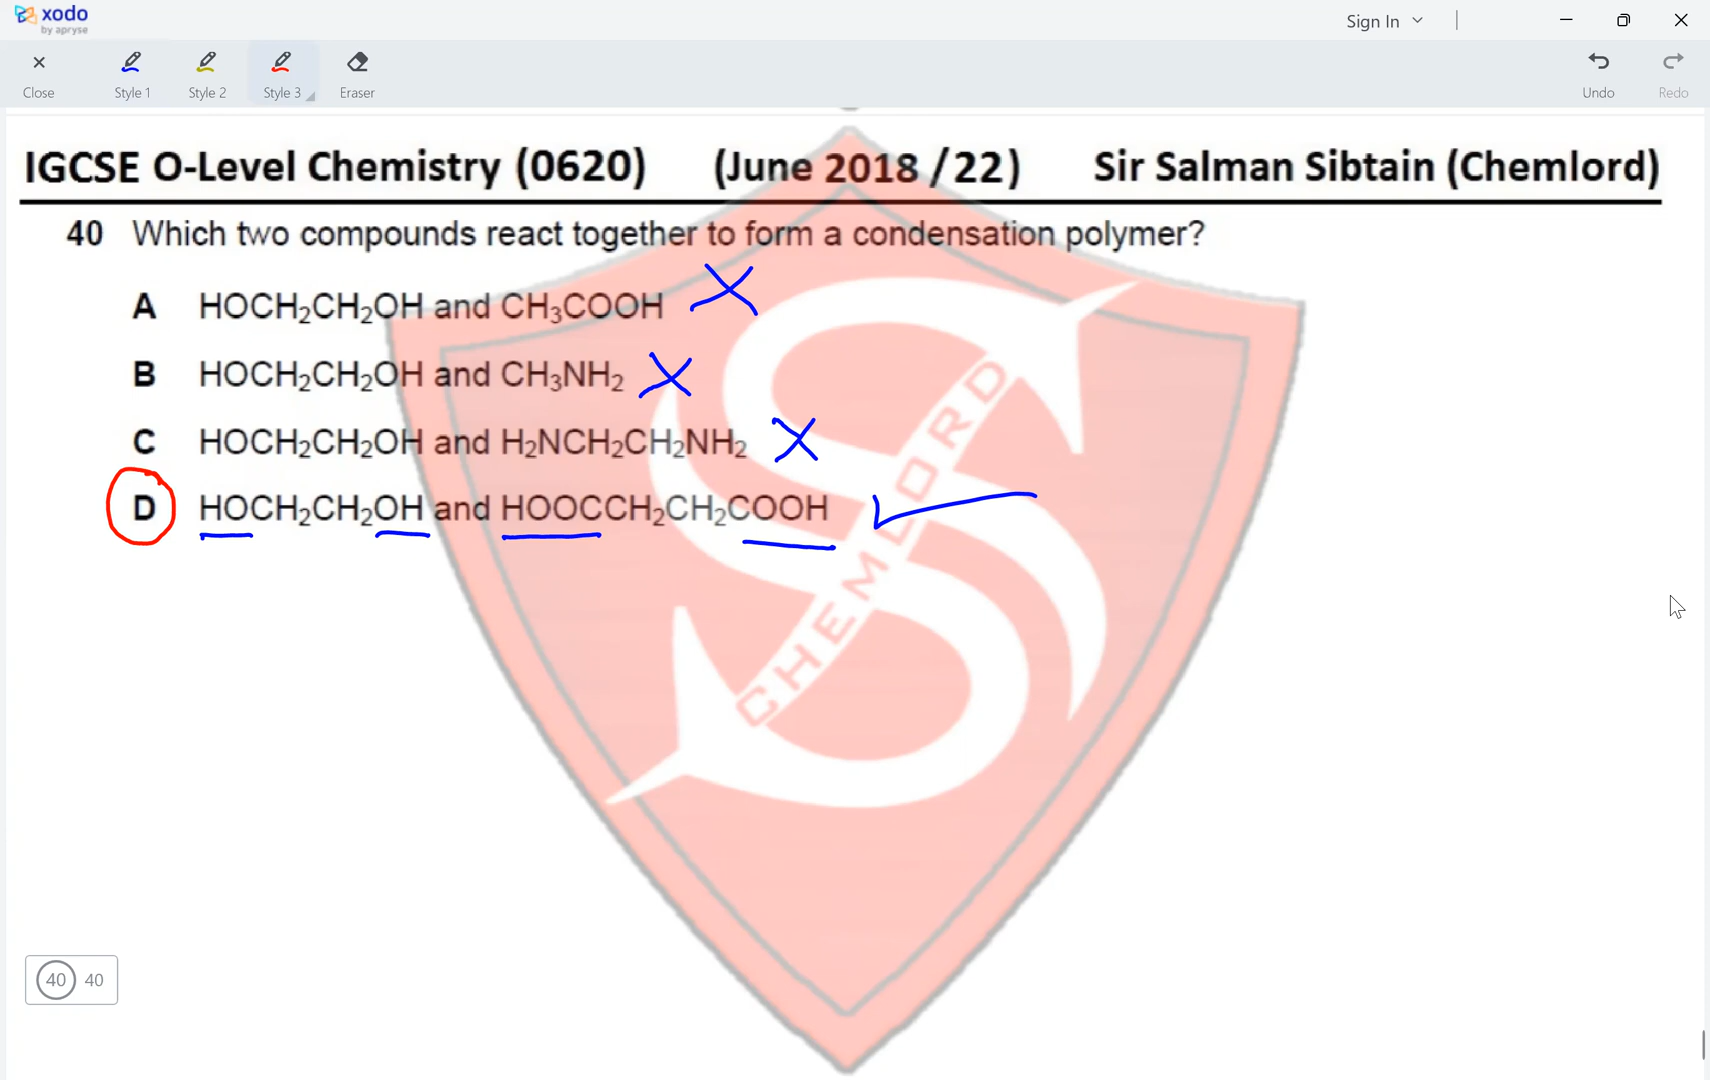 xodo
by apryse
Sign In
Close
Style 1
Style 2
Style 3
Eraser
Undo
Redo
IGCSE O-Level Chemistry (0620) (June 2018 /22) Sir Salman Sibtain (Chemlord)
40 Which two compounds react together to form a condensation polymer?
A HOCH₂CH₂OH and CH₃COOH
B HOCH₂CH₂OH and CH₃NH₂
C HOCH₂CH₂OH and H₂NCH₂CH₂NH₂
D HOCH₂CH₂OH and HOOCCH₂CH₂COOH
CHEMLORD
40 40